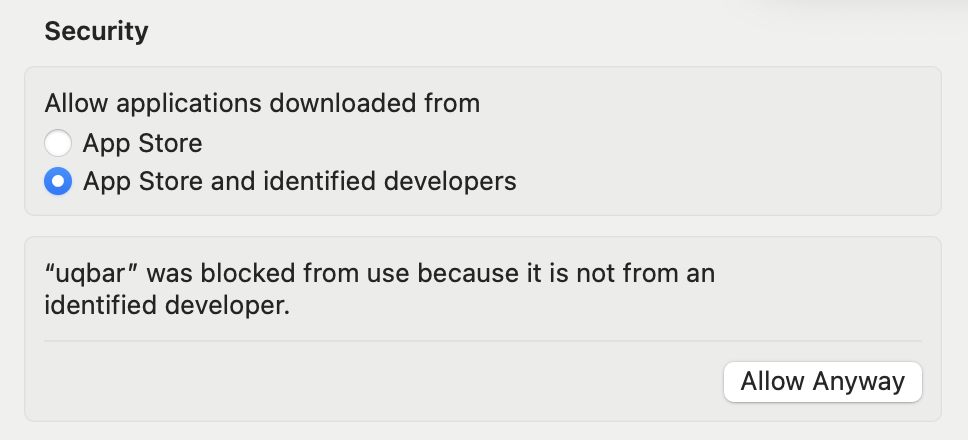 Security
Allow applications downloaded from
App Store
App Store and identified developers
“uqbar” was blocked from use because it is not from an
identified developer.
Allow Anyway